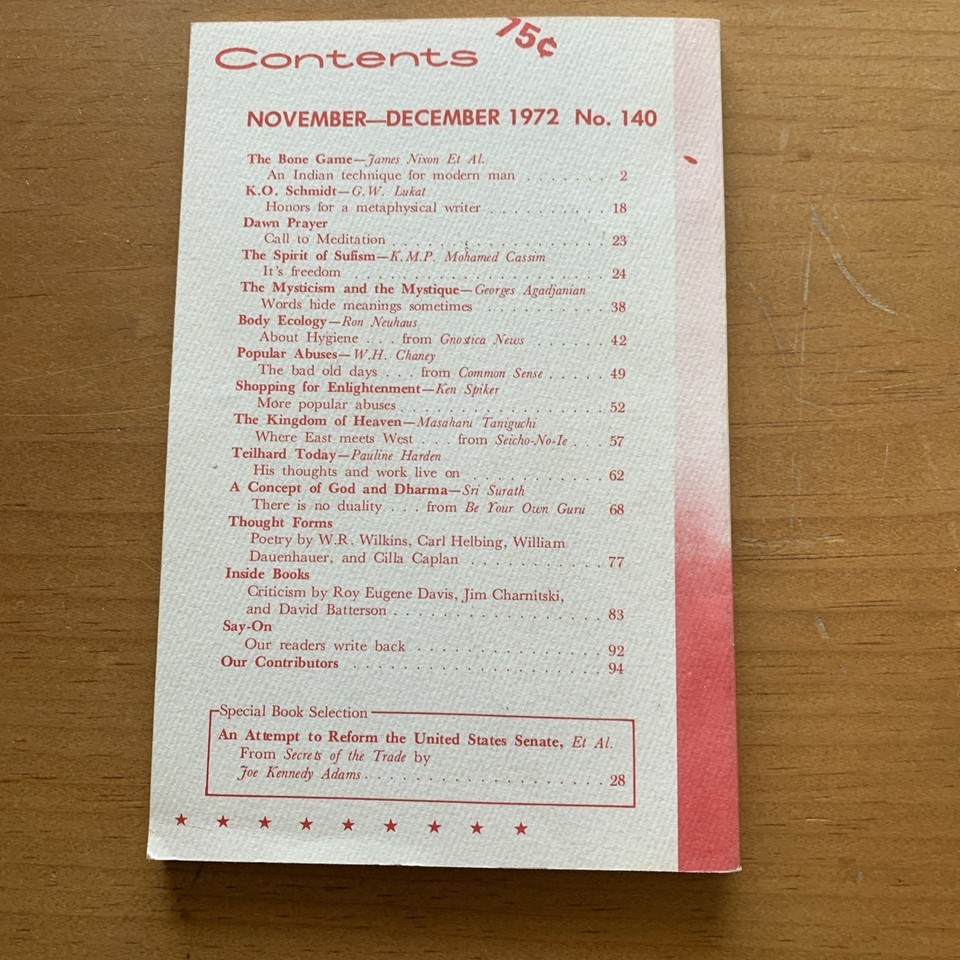 Contents
75¢
NOVEMBER—DECEMBER 1972 No. 140
The Bone Game—James Nixon Et Al.
An Indian technique for modern man . . . . . . . 2
K.O. Schmidt—G.W. Lukat
Honors for a metaphysical writer . . . . . . . . . . 18
Dawn Prayer
Call to Meditation . . . . . . . . . . . . . . . . . . . 23
The Spirit of Sufism—K.M.P. Mohamed Cassim
It's freedom . . . . . . . . . . . . . . . . . . . . . . 24
The Mysticism and the Mystique—Georges Agadjanian
Words hide meanings sometimes . . . . . . . . . . 38
Body Ecology—Ron Neuhaus
About Hygiene . . . from Gnostica News . . . . . . 42
Popular Abuses—W.H. Chaney
The bad old days . . . from Common Sense . . . . . 49
Shopping for Enlightenment—Ken Spiker
More popular abuses . . . . . . . . . . . . . . . . . 52
The Kingdom of Heaven—Masaharu Taniguchi
Where East meets West . . . from Seicho-No-Ie . . . 57
Teilhard Today—Pauline Harden
His thoughts and work live on . . . . . . . . . . . 62
A Concept of God and Dharma—Sri Surath
There is no duality . . . from Be Your Own Guru 68
Thought Forms
Poetry by W.R. Wilkins, Carl Helbing, William
Dauenhauer, and Cilla Caplan . . . . . . . . . . . 77
Inside Books
Criticism by Roy Eugene Davis, Jim Charnitski,
and David Batterson . . . . . . . . . . . . . . . . . 83
Say-On
Our readers write back . . . . . . . . . . . . . . . . 92
Our Contributors . . . . . . . . . . . . . . . . . . . . 94
Special Book Selection
An Attempt to Reform the United States Senate, Et Al.
From Secrets of the Trade by
Joe Kennedy Adams . . . . . . . . . . . . . . . . . . . 28